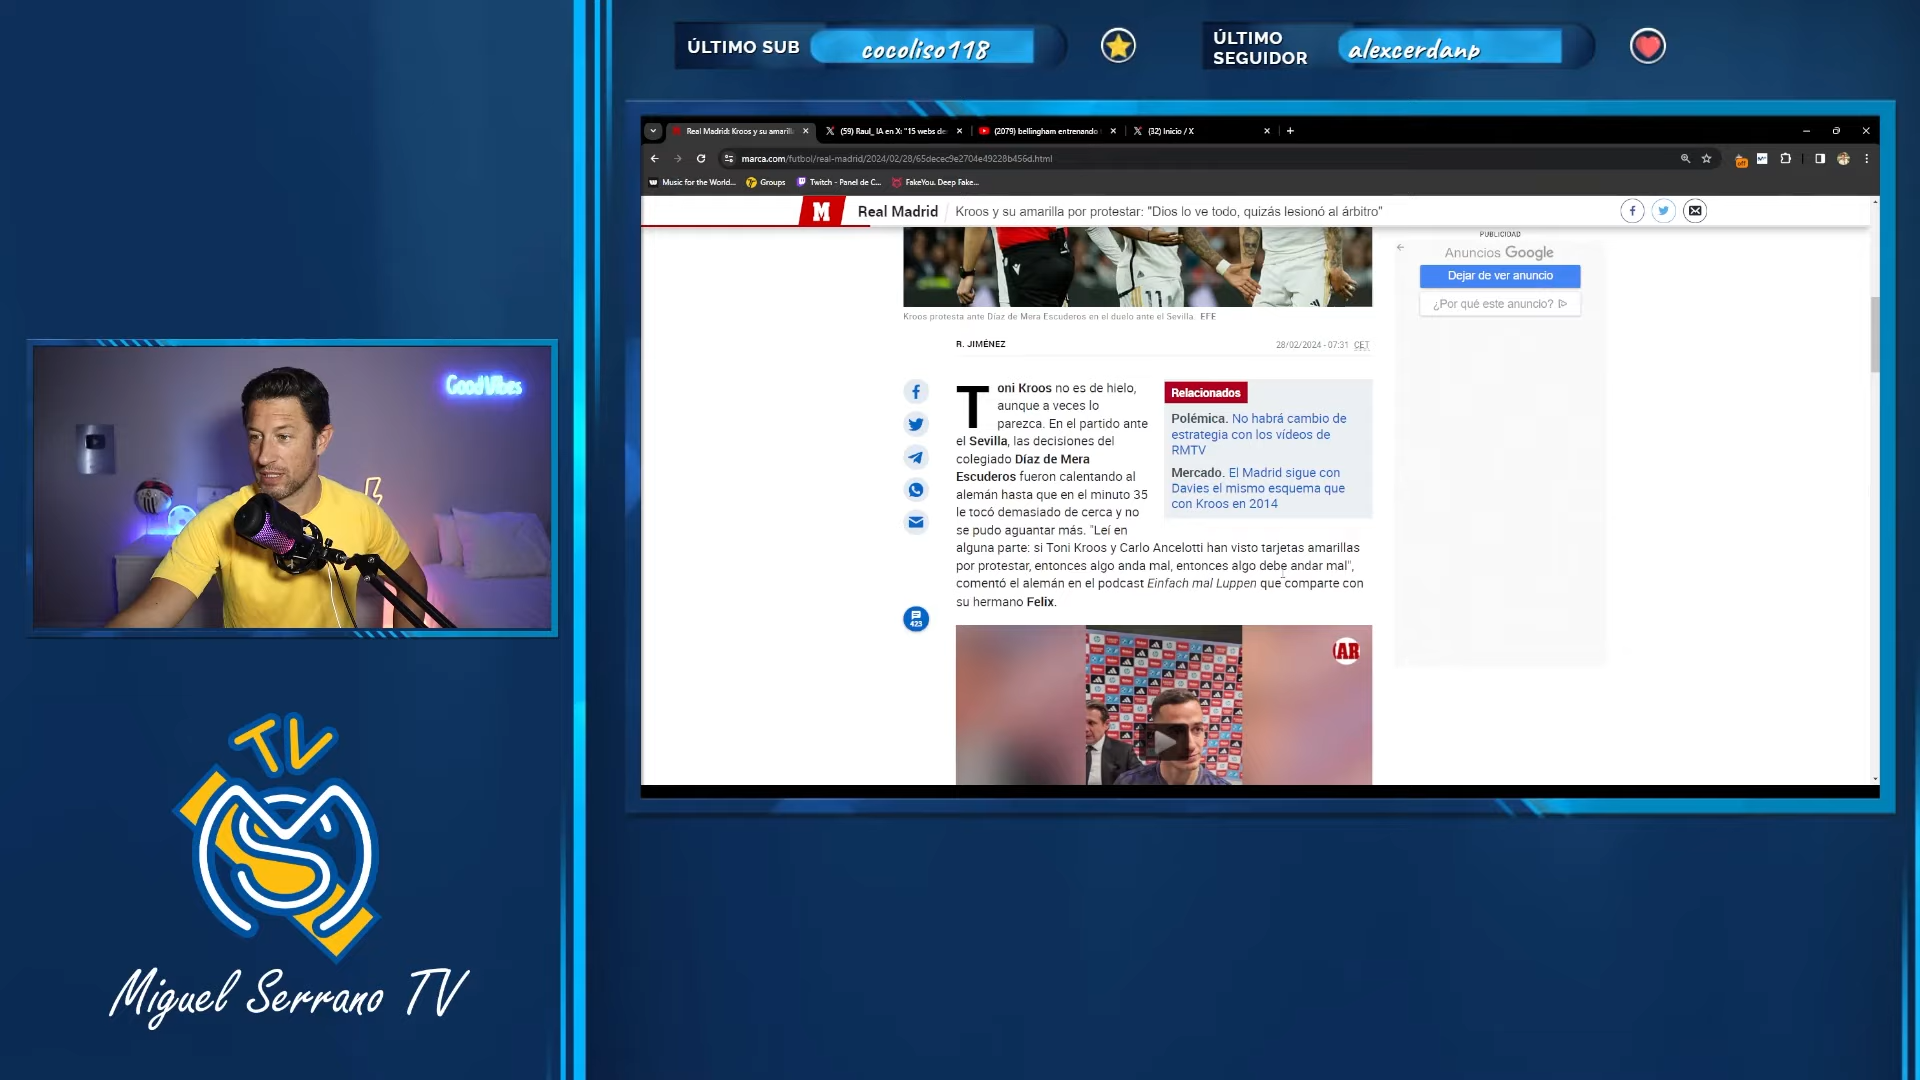 ÚLTIMO SUB
cocoliso118
ÚLTIMO
SEGUIDOR
alexcerdanp
Real Madrid: Kroos y su amarill
(59) Raul_ IA en X: "15 webs de
(2079) bellingham entrenando
(32) Inicio / X
marca.com/futbol/real-madrid/2024/02/28/65decec9e2704e49228b456d.html
Music for the World...
Groups
Twitch - Panel de C...
FakeYou. Deep Fake...
off
M
Real Madrid
Kroos y su amarilla por protestar: "Dios lo ve todo, quizás lesionó al árbitro"
11
Kroos protesta ante Díaz de Mera Escuderos en el duelo ante el Sevilla. EFE
R. JIMÉNEZ
28/02/2024 - 07:31 CET
Toni Kroos no es de hielo,
aunque a veces lo
parezca. En el partido ante
el Sevilla, las decisiones del
colegiado Díaz de Mera
Escuderos fueron calentando al
alemán hasta que en el minuto 35
le tocó demasiado de cerca y no
se pudo aguantar más. "Leí en
alguna parte: si Toni Kroos y Carlo Ancelotti han visto tarjetas amarillas
por protestar, entonces algo anda mal, entonces algo debe andar mal",
comentó el alemán en el podcast Einfach mal Luppen que comparte con
su hermano Felix.
Relacionados
Polémica. No habrá cambio de
estrategia con los vídeos de
RMTV
Mercado. El Madrid sigue con
Davies el mismo esquema que
con Kroos en 2014
423
AR
PUBLICIDAD
Anuncios Google
Dejar de ver anuncio
¿Por qué este anuncio?
Good Vibes
TV
MS
Miguel Serrano TV